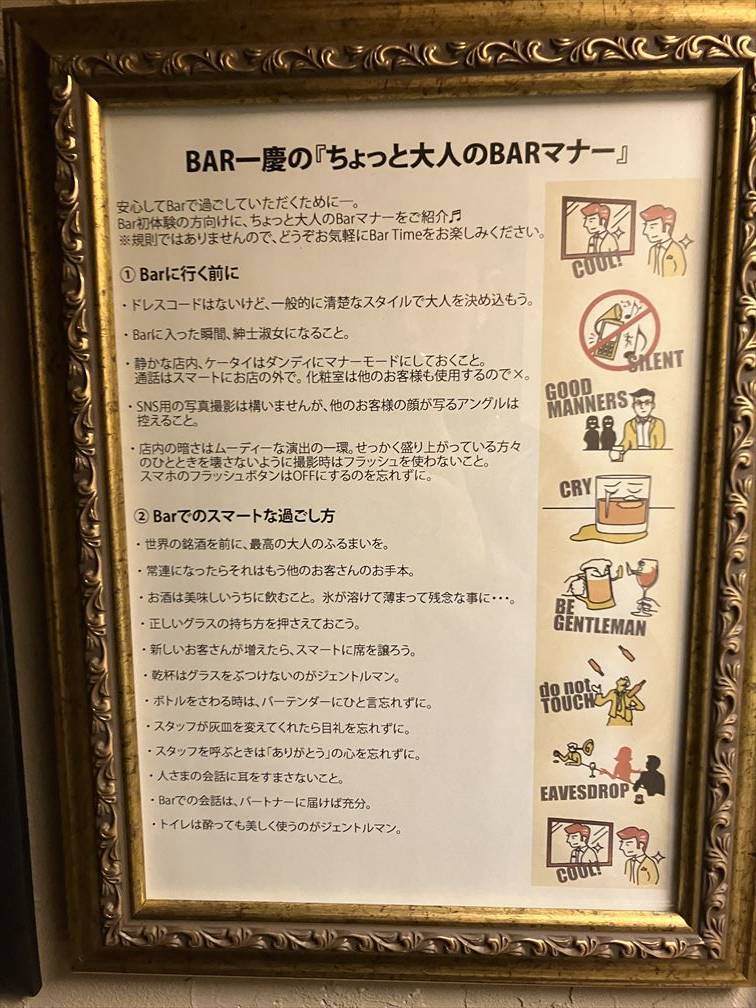 BAR一慶の『ちょっと大人のBARマナー』
安心してBarで過ごしていただくために―。
Bar初体験の方向けに、ちょっと大人のBarマナーをご紹介♬
※規則ではありませんので、どうぞお気軽にBar Timeをお楽しみください。
① Barに行く前に
・ドレスコードはないけど、一般的に清楚なスタイルで大人を決め込もう。
・Barに入った瞬間、紳士淑女になること。
・静かな店内、ケータイはダンディにマナーモードにしておくこと。
通話はスマートにお店の外で。化粧室は他のお客様も使用するので×。
・SNS用の写真撮影は構いませんが、他のお客様の顔が写るアングルは
控えること。
・店内の暗さはムーディーな演出の一環。せっかく盛り上がっている方々
のひとときを壊さないように撮影時はフラッシュを使わないこと。
スマホのフラッシュボタンはOFFにするのを忘れずに。
② Barでのスマートな過ごし方
・世界の銘酒を前に、最高の大人のふるまいを。
・常連になったらそれはもう他のお客さんのお手本。
・お酒は美味しいうちに飲むこと。氷が溶けて薄まって残念な事に・・・。
・正しいグラスの持ち方を押さえておこう。
・新しいお客さんが増えたら、スマートに席を譲ろう。
・乾杯はグラスをぶつけないのがジェントルマン。
・ボトルをさわる時は、バーテンダーにひと言忘れずに。
・スタッフが灰皿を変えてくれたら目礼を忘れずに。
・スタッフを呼ぶときは「ありがとう」の心を忘れずに。
・人さまの会話に耳をすまさないこと。
・Barでの会話は、パートナーに届けば充分。
・トイレは酔っても美しく使うのがジェントルマン。
COOL!
SILENT
GOOD
MANNERS
CRY
BE
GENTLEMAN
do not
TOUCH
EAVESDROP
COOL!